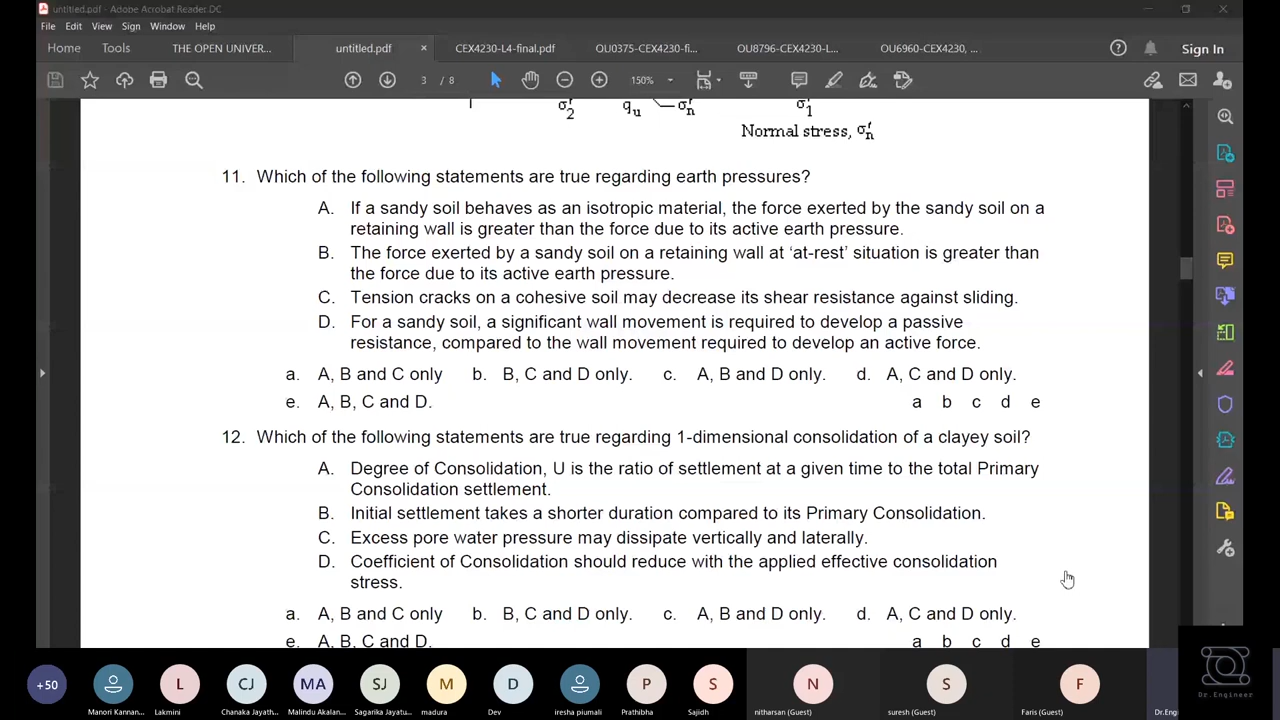 untitled.pdf - Adobe Acrobat Reader DC
File Edit View Sign Window Help
Home Tools THE OPEN UNIVER... untitled.pdf × CEX4230-L4-final.pdf OU0375-CEX4230-fi... OU8796-CEX4230-L... OU6960-CEX4230, ... Sign In
3 / 8 150%
σ'2 qu σ'n σ'1
Normal stress, σ'n
11. Which of the following statements are true regarding earth pressures?
A. If a sandy soil behaves as an isotropic material, the force exerted by the sandy soil on a
retaining wall is greater than the force due to its active earth pressure.
B. The force exerted by a sandy soil on a retaining wall at ‘at-rest’ situation is greater than
the force due to its active earth pressure.
C. Tension cracks on a cohesive soil may decrease its shear resistance against sliding.
D. For a sandy soil, a significant wall movement is required to develop a passive
resistance, compared to the wall movement required to develop an active force.
a. A, B and C only b. B, C and D only. c. A, B and D only. d. A, C and D only.
e. A, B, C and D. a b c d e
12. Which of the following statements are true regarding 1-dimensional consolidation of a clayey soil?
A. Degree of Consolidation, U is the ratio of settlement at a given time to the total Primary
Consolidation settlement.
B. Initial settlement takes a shorter duration compared to its Primary Consolidation.
C. Excess pore water pressure may dissipate vertically and laterally.
D. Coefficient of Consolidation should reduce with the applied effective consolidation
stress.
a. A, B and C only b. B, C and D only. c. A, B and D only. d. A, C and D only.
e. A, B, C and D. a b c d e
+50 L CJ MA SJ M D P S N S F
Manori Kannan... Lakmini Chanaka Jayath... Malindu Akalan... Sagarika Jayatu... madura Dev iresha piumali Prathibha Sajidh nitharsan (Guest) suresh (Guest) Faris (Guest) Dr.Eng
Dr.Engineer